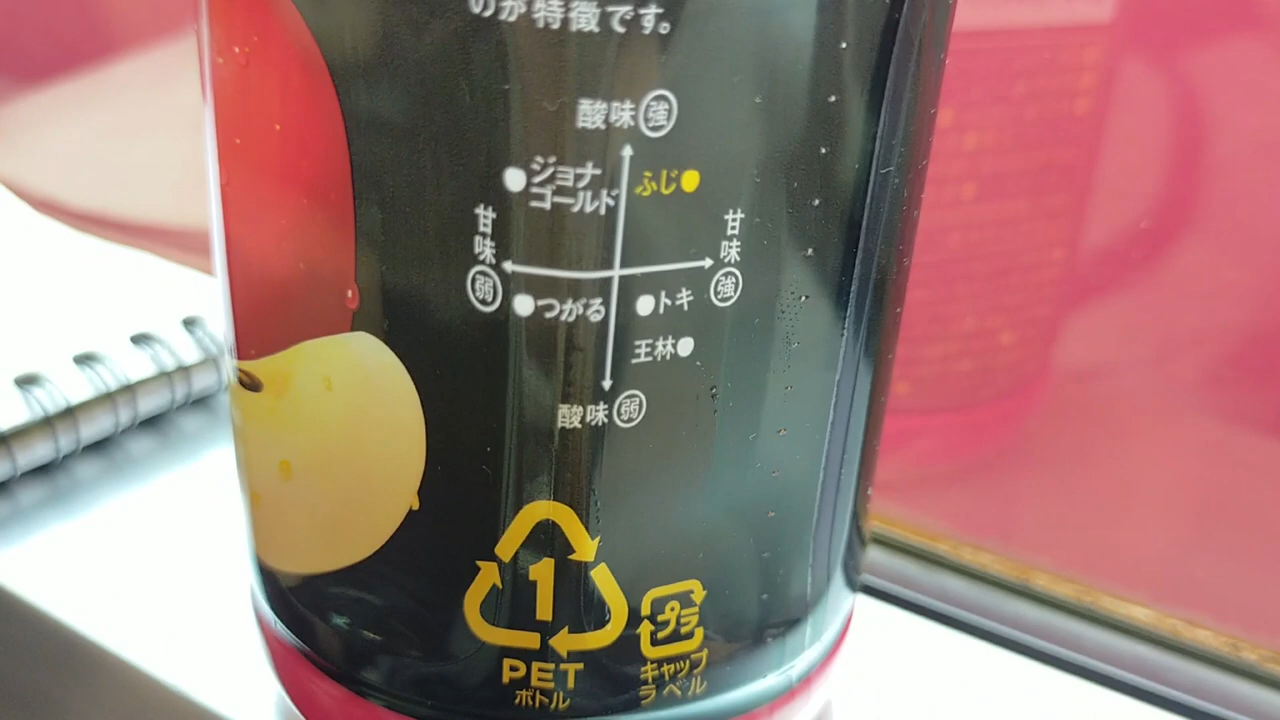 のが特徴です。
酸味強
ジョナ
ゴールド
ふじ
甘味弱
甘味強
つがる
トキ
王林
酸味弱
1
PET
ボトル
プラ
キャップ
ラベル